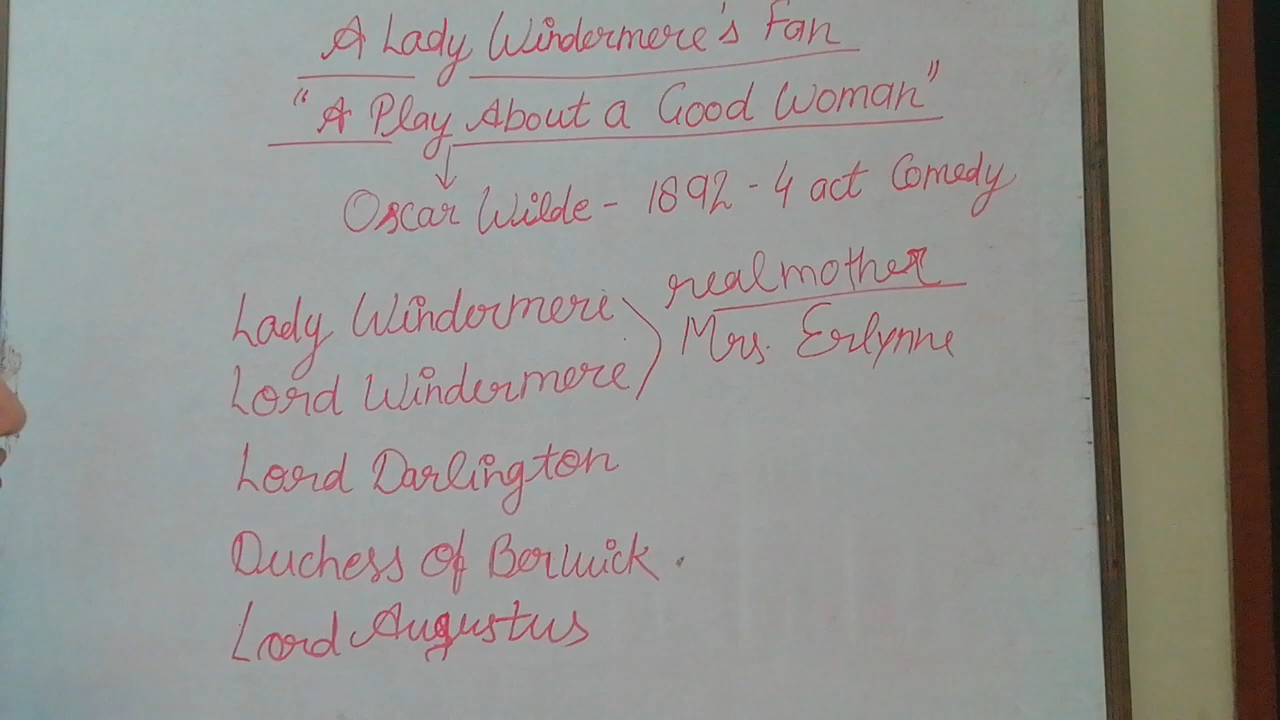 A Lady Windermere's Fan
"A Play About a Good Woman"
Oscar Wilde - 1892 - 4 act Comedy
Lady Windermere
real mother
Mrs. Erlynne
Lord Windermere
Lord Darlington
Duchess Of Berwick.
Lord Augustus